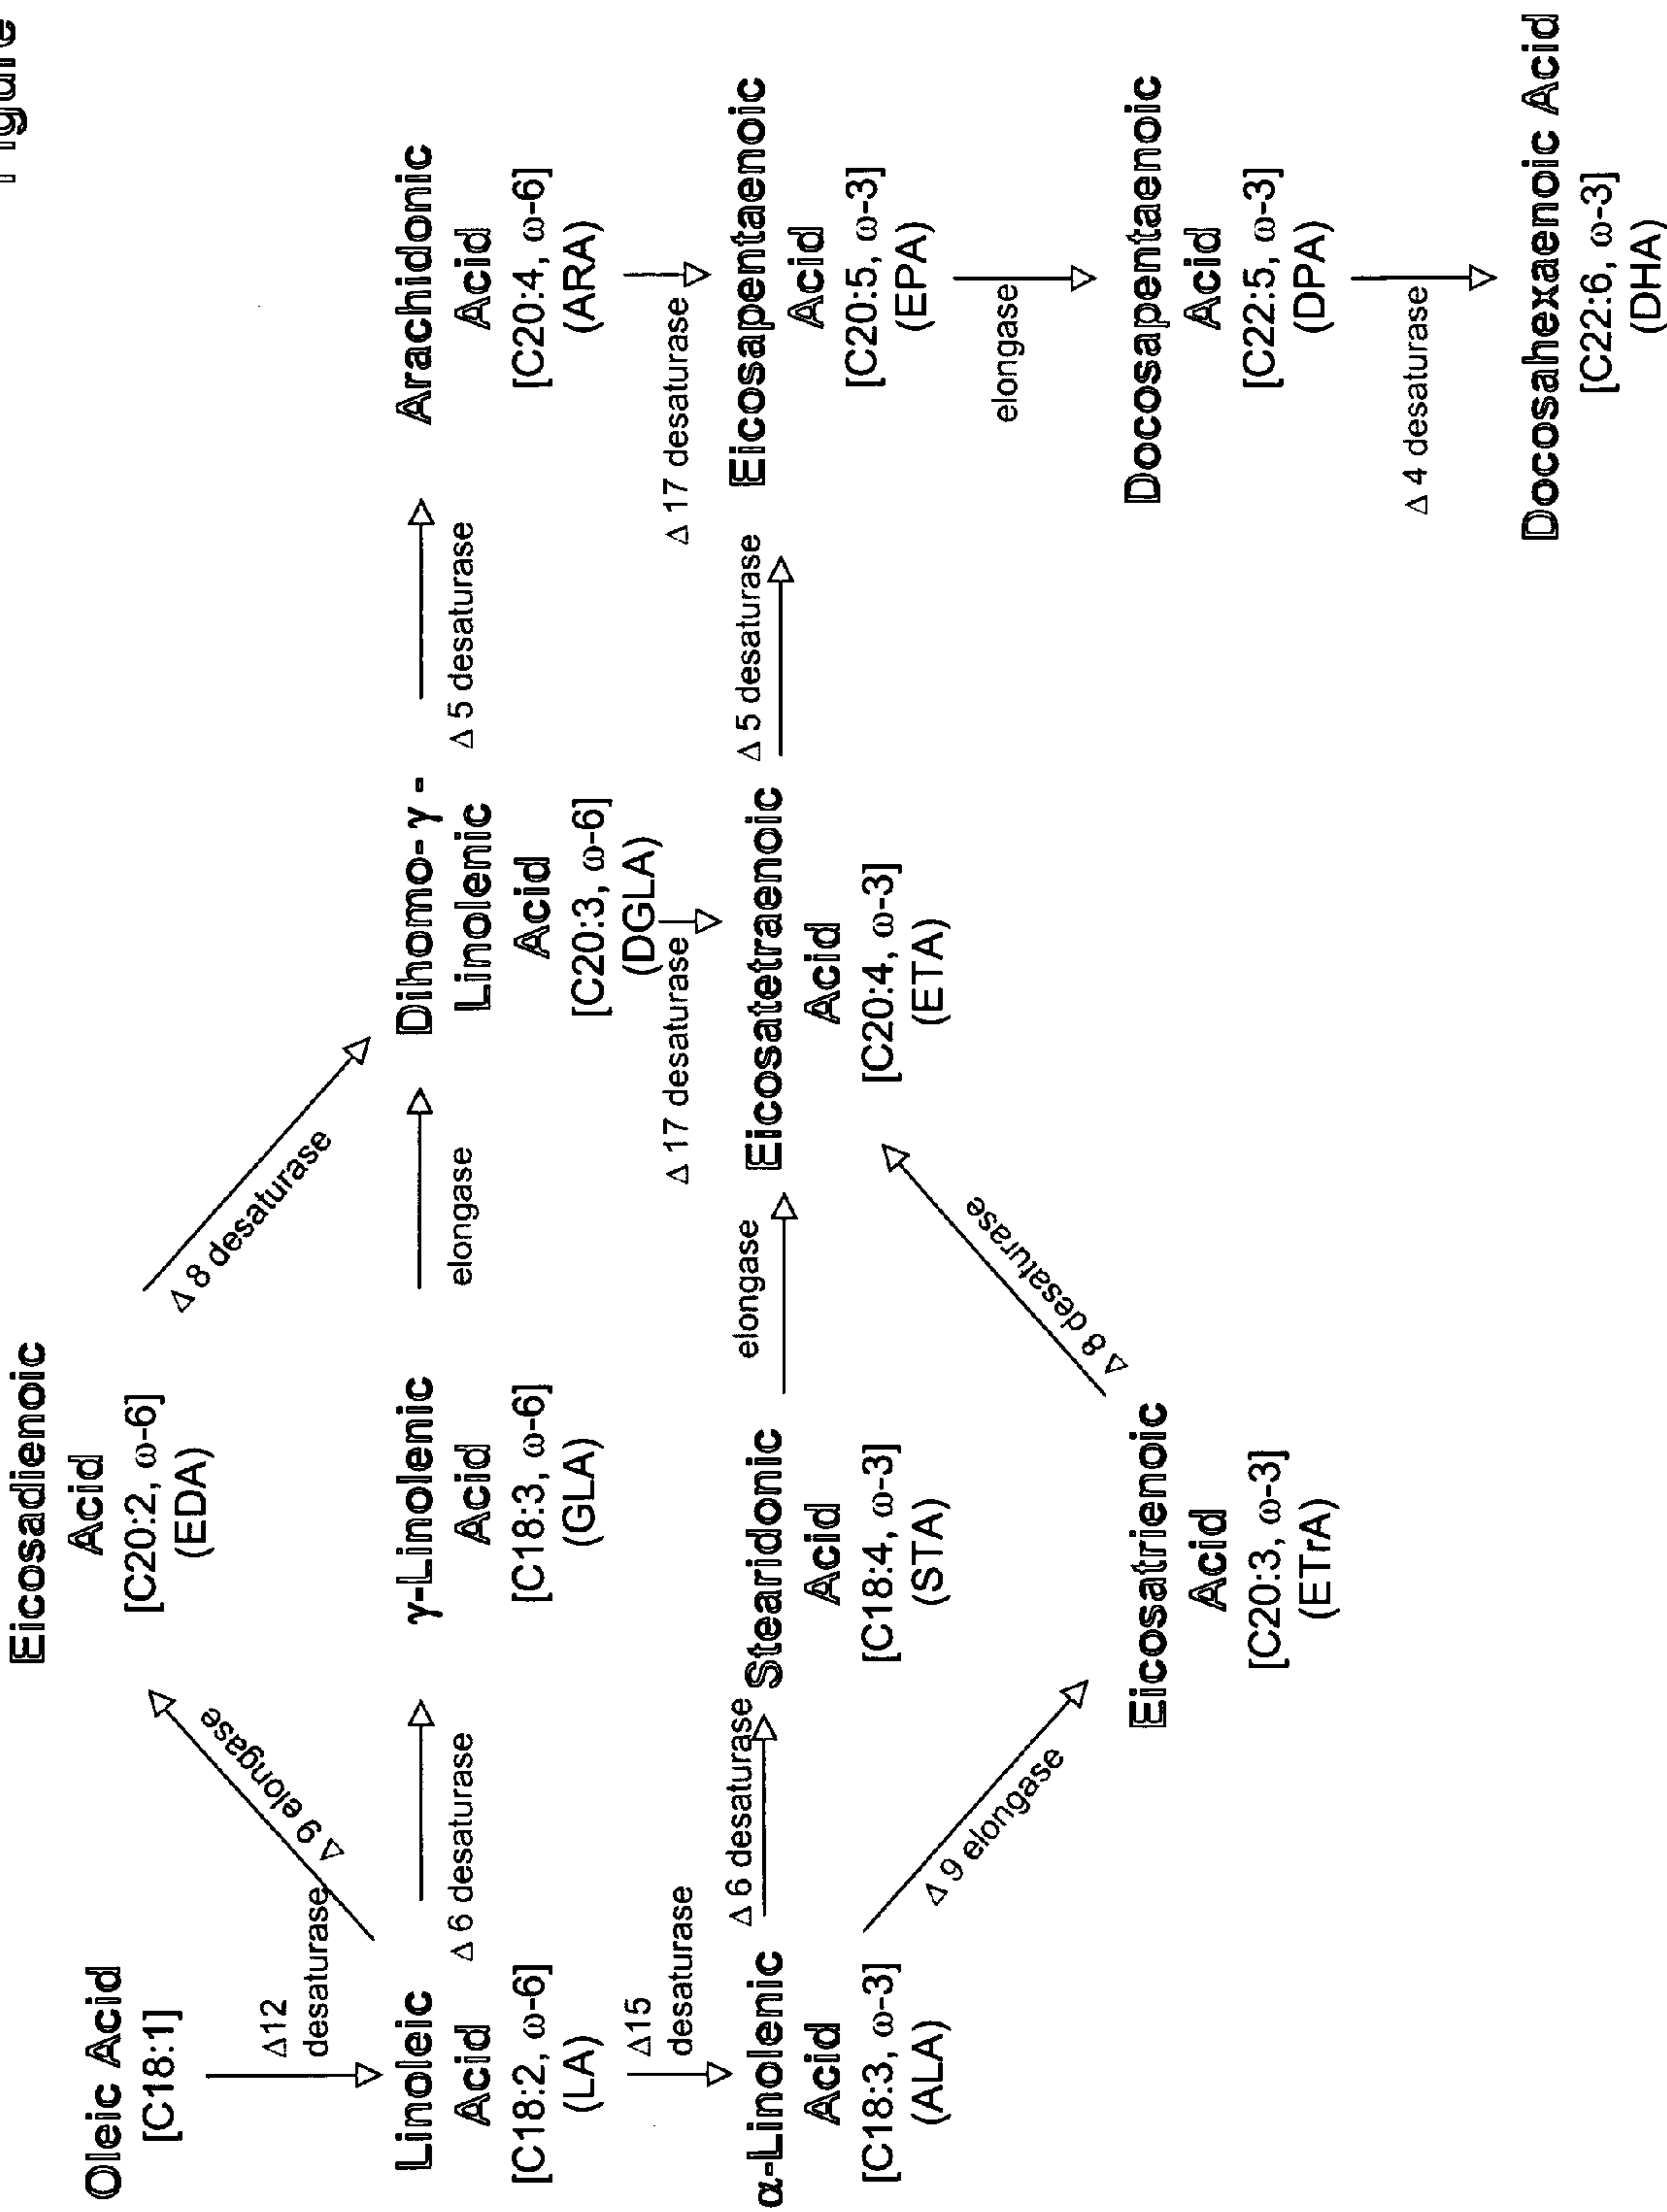 Figure
Oleic Acid
[C18:1]
Δ12
desaturase
Δ 9 elongase
Eicosadienoic
Acid
[C20:2, ω-6]
(EDA)
Δ 8 desaturase
Linoleic
Acid
[C18:2, ω-6]
(LA)
Δ 6 desaturase
γ-Linolenic
Acid
[C18:3, ω-6]
(GLA)
elongase
Dihomo- γ -
Linolenic
Acid
[C20:3, ω-6]
(DGLA)
Δ 5 desaturase
Arachidonic
Acid
[C20:4, ω-6]
(ARA)
Δ15
desaturase
Δ 17 desaturase
Δ 17 desaturase
α-Linolenic
Acid
[C18:3, ω-3]
(ALA)
Δ 6 desaturase
Stearidonic
Acid
[C18:4, ω-3]
(STA)
elongase
Eicosatetraenoic
Acid
[C20:4, ω-3]
(ETA)
Δ 5 desaturase
Eicosapentaenoic
Acid
[C20:5, ω-3]
(EPA)
Δ 9 elongase
Eicosatrienoic
Acid
[C20:3, ω-3]
(ETrA)
Δ 8 desaturase
elongase
Docosapentaenoic
Acid
[C22:5, ω-3]
(DPA)
Δ 4 desaturase
Docosahexaenoic Acid
[C22:6, ω-3]
(DHA)